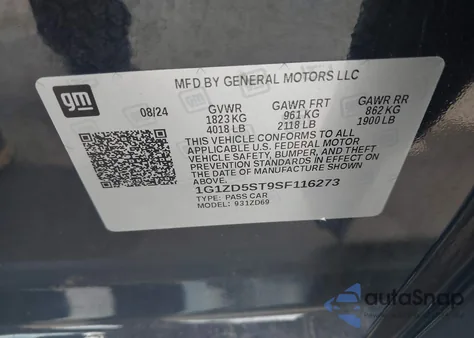 gm
MFD BY GENERAL MOTORS LLC
08/24 GVWR GAWR FRT GAWR RR
1823 KG 961 KG 862 KG
4018 LB 2118 LB 1900 LB
THIS VEHICLE CONFORMS TO ALL
APPLICABLE U.S. FEDERAL MOTOR
VEHICLE SAFETY, BUMPER, AND THEFT
PREVENTION STANDARDS IN EFFECT ON
THE DATE OF MANUFACTURE SHOWN
ABOVE.
1G1ZD5ST9SF116273
TYPE: PASS CAR
MODEL: 931ZD69
autoSnap